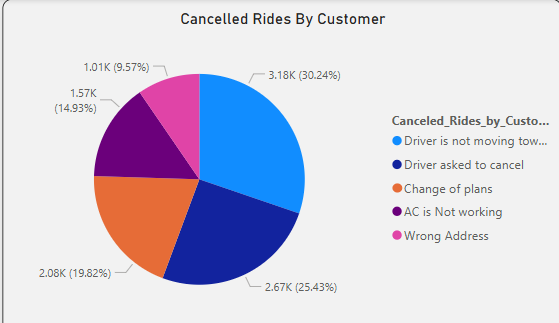 Cancelled Rides By Customer
1.01K (9.57%)
3.18K (30.24%)
1.57K
(14.93%)
2.08K (19.82%)
2.67K (25.43%)
Canceled_Rides_by_Custo...
Driver is not moving tow...
Driver asked to cancel
Change of plans
AC is Not working
Wrong Address